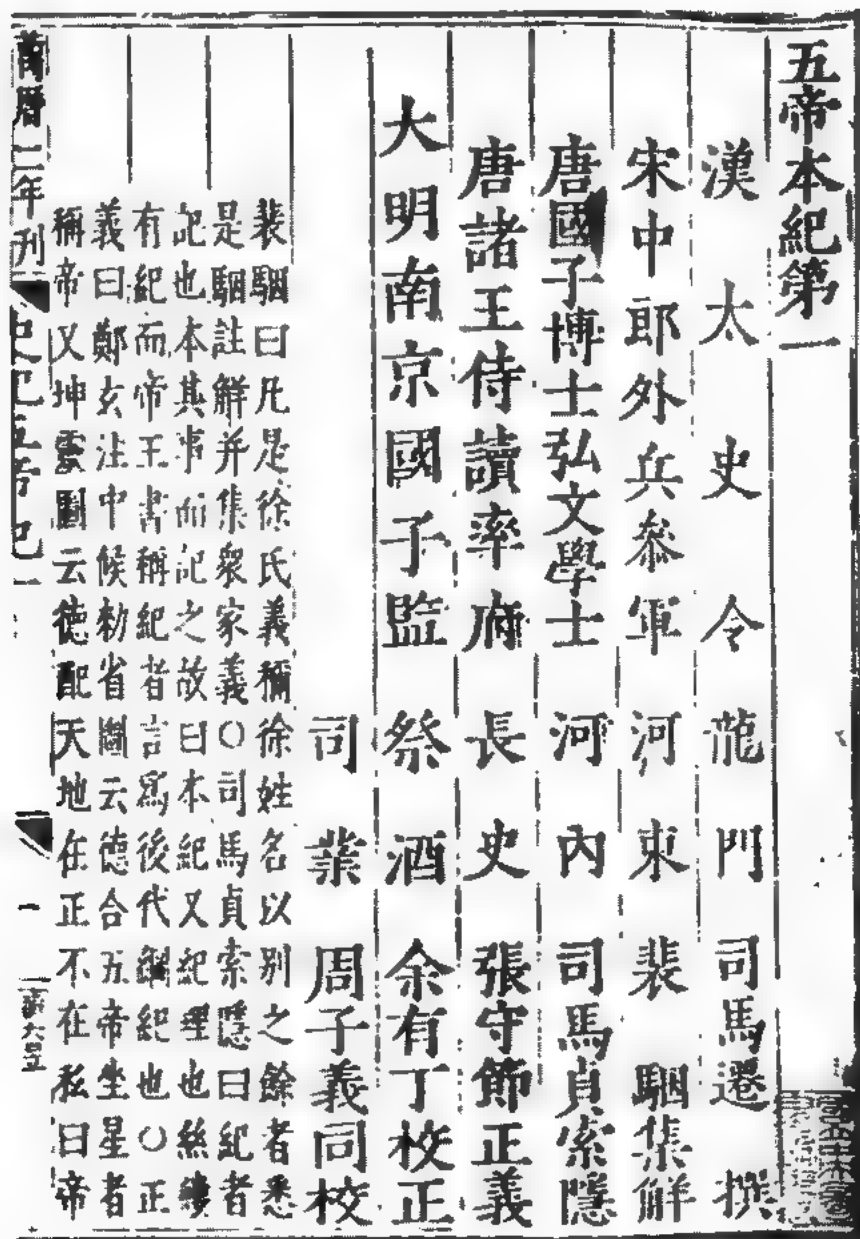 五帝本紀第一
漢太史令龍門司馬遷撰
宋中郎外兵參軍河東裴駰集解
唐國子博士弘文學士河內司馬貞索隱
唐諸王侍讀率府長史張守節正義
大明南京國子監祭酒余有丁校正
司業周子義同校
裴駰曰凡是徐氏義稱徐姓名以别之餘者悉
是駰註解并集衆家義○司馬貞索隱曰紀者
記也本其事而記之故曰本紀又紀理也絲縷
有紀而帝王書稱紀者言爲後代綱紀也○正
義曰鄭玄注中候勑省圖云德合五帝坐星者
稱帝又坤靈圖云德配天地在正不在私曰帝
萬曆二年刊
史記五帝紀一
一